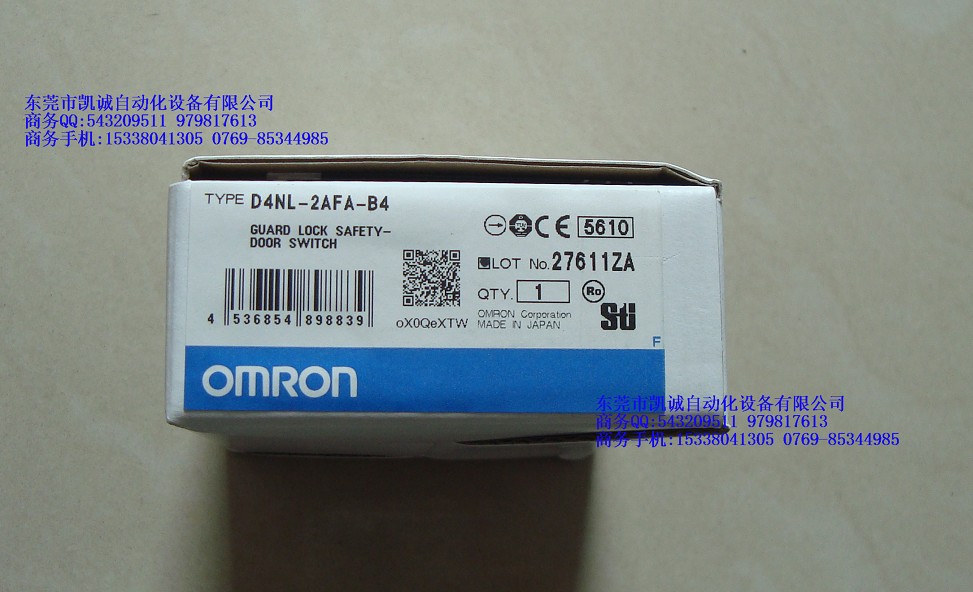 东莞市凯诚自动化设备有限公司
商务QQ:543209511 979817613
商务手机:15338041305 0769-85344985
TYPE D4NL-2AFA-B4
GUARD LOCK SAFETY-
DOOR SWITCH
CE 5610
LOT No. 27611ZA
QTY. 1
Ro
4 536854 898839
oX0QeXTW
OMRON Corporation
MADE IN JAPAN
Sti
F
OMRON
东莞市凯诚自动化设备有限公司
商务QQ:543209511 979817613
商务手机:15338041305 0769-85344985